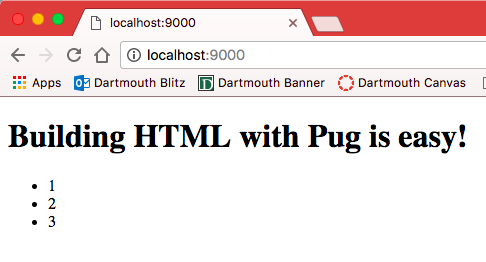 localhost:9000
localhost:9000
Apps Dartmouth Blitz Dartmouth Banner Dartmouth Canvas
Building HTML with Pug is easy!
1
2
3